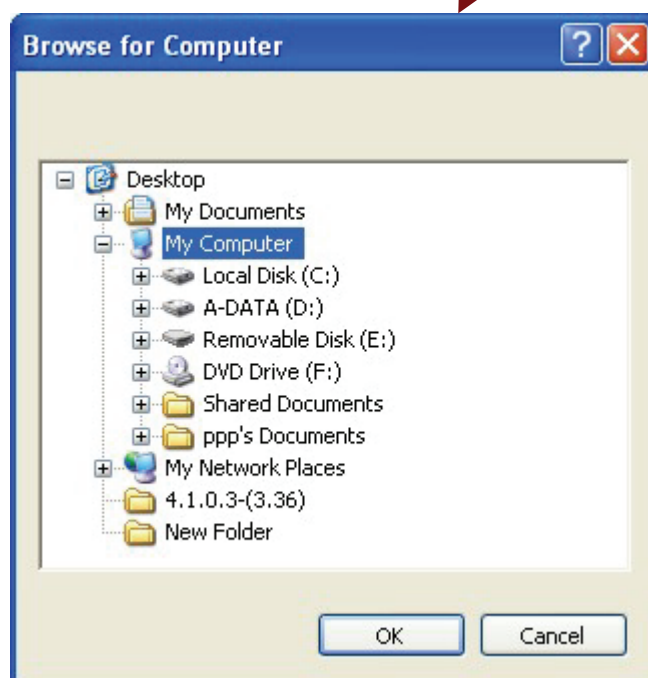 Browse for Computer
Desktop
My Documents
My Computer
Local Disk (C:)
A-DATA (D:)
Removable Disk (E:)
DVD Drive (F:)
Shared Documents
ppp's Documents
My Network Places
4.1.0.3-(3.36)
New Folder
OK Cancel